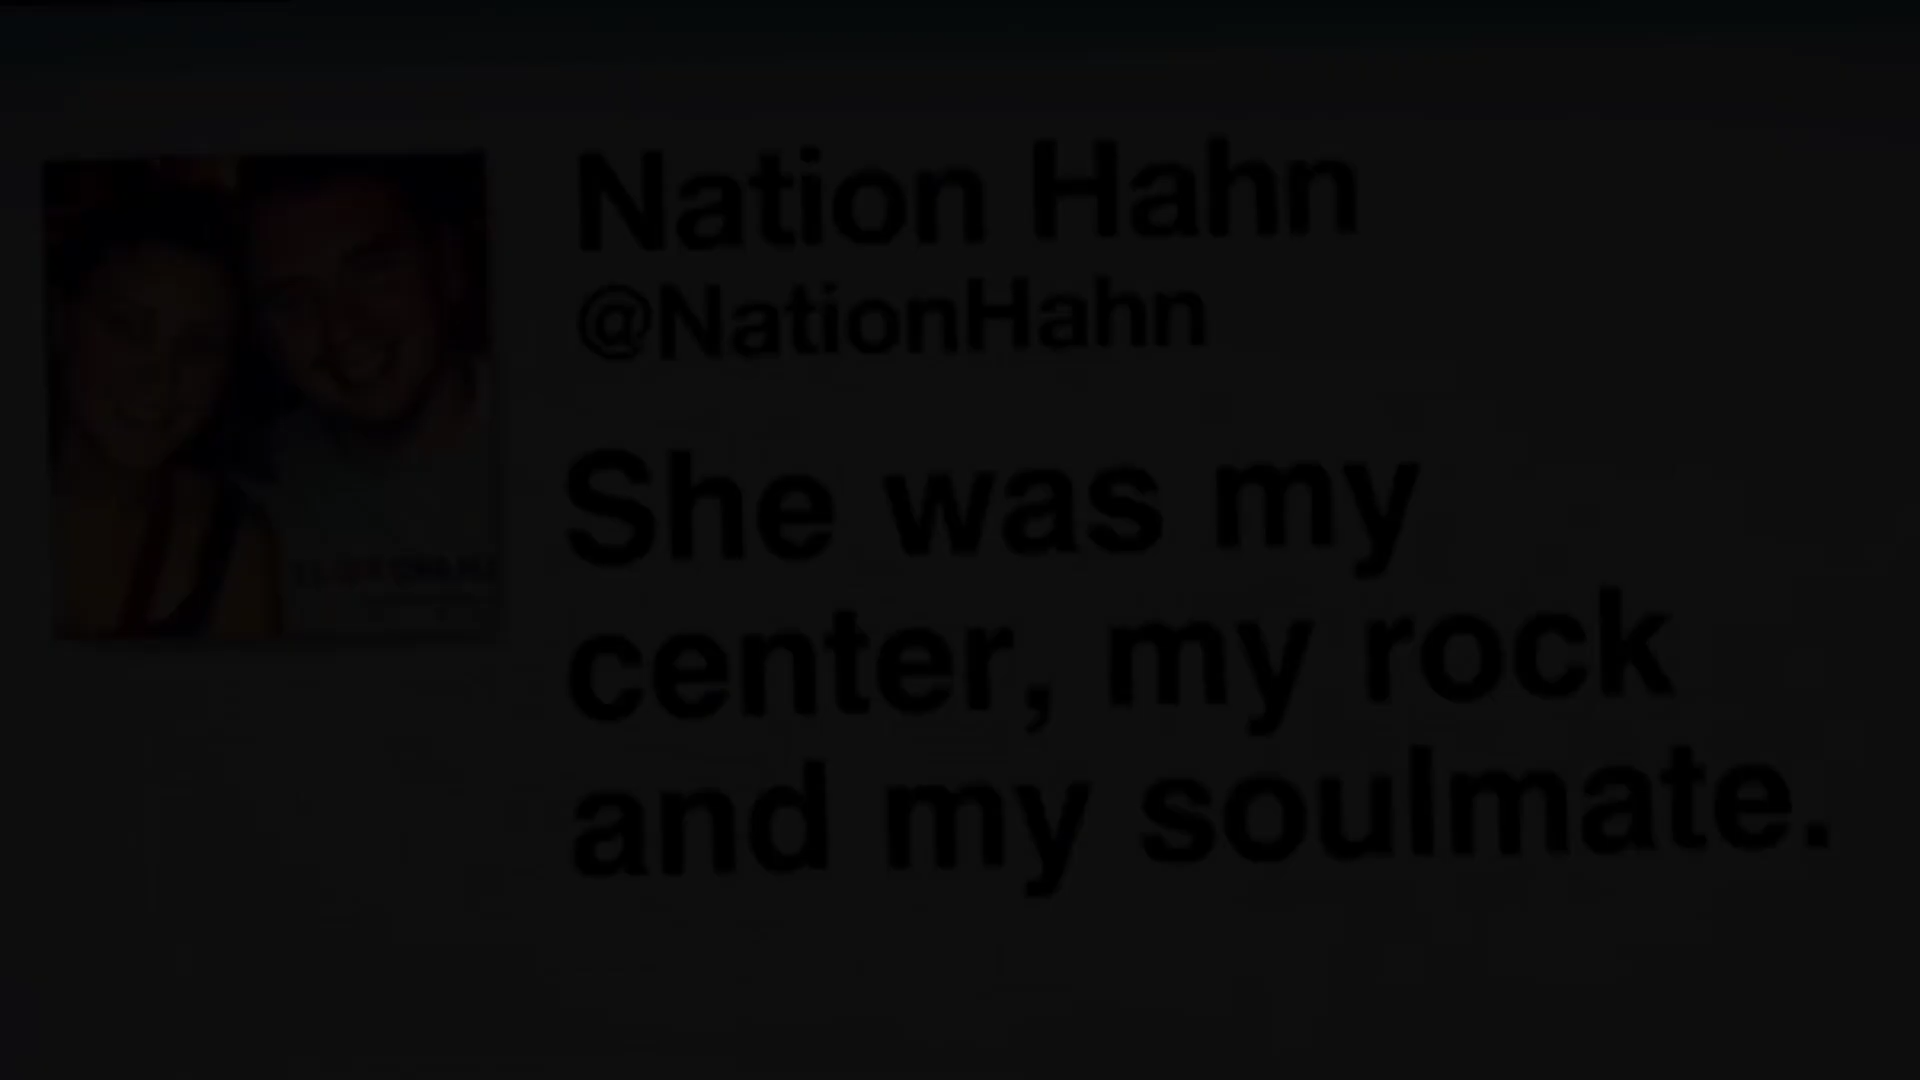 Nation Hahn
@NationHahn
She was my
center, my rock
and my soulmate.